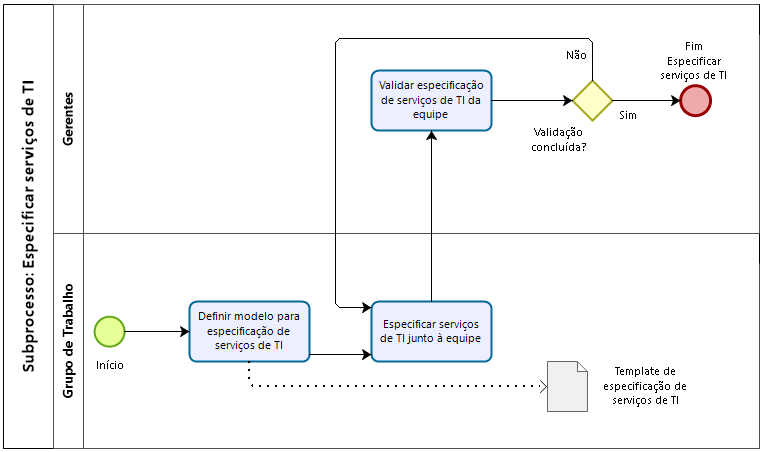 Subprocesso: Especificar serviços de TI
Gerentes
Não
Fim
Especificar
serviços de TI
Validar especificação
de serviços de TI da
equipe
Sim
Validação
concluída?
Grupo de Trabalho
Início
Definir modelo para
especificação de
serviços de TI
Especificar serviços
de TI junto à equipe
Template de
especificação de
serviços de TI